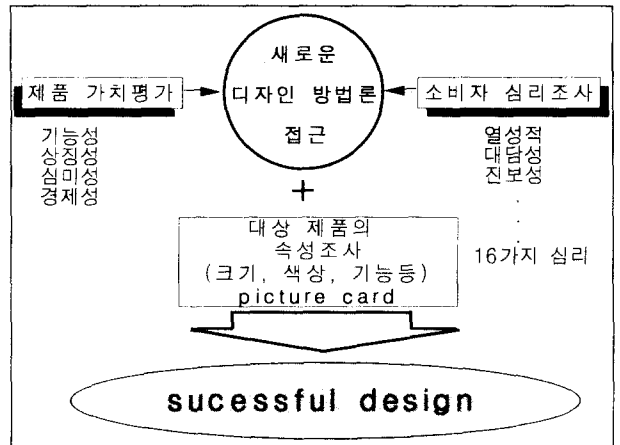 새로운
디자인 방법론
접근
제품 가치평가
기능성
상징성
심미성
경제성
소비자 심리조사
열성적
대담성
진보성
.
.
.
16가지 심리
+
대상 제품의
속성조사
(크기, 색상, 기능등)
picture card
sucessful design